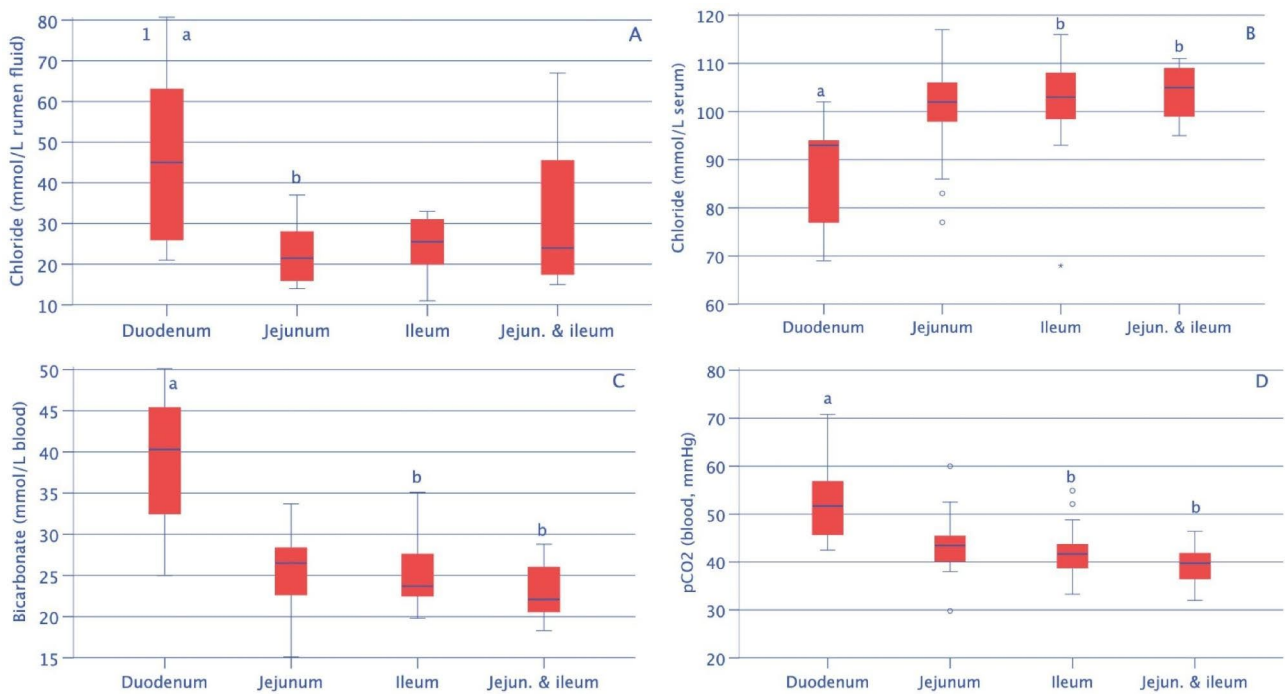 Chloride (mmol/L rumen fluid)
80
70
60
50
40
30
20
10
1 a
b
A
Duodenum Jejunum Ileum Jejun. & ileum
Chloride (mmol/L serum)
120
110
100
90
80
70
60
a
b
b
B
*
Duodenum Jejunum Ileum Jejun. & ileum
Bicarbonate (mmol/L blood)
50
45
40
35
30
25
20
15
a
b
b
C
Duodenum Jejunum Ileum Jejun. & ileum
pCO2 (blood, mmHg)
80
70
60
50
40
30
20
a
b
b
D
Duodenum Jejunum Ileum Jejun. & ileum